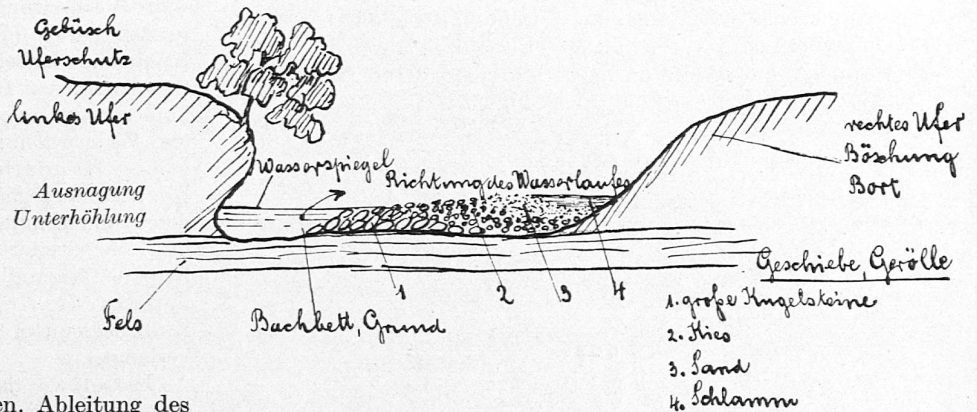 Gebüsch
Uferschutz
linkes Ufer
Wasserspiegel
Richtung des Wasserlaufes
rechtes Ufer
Böschung
Bort
Ausnagung
Unterhöhlung
Fels
Bachbett, Grund
1 2 3 4
Geschiebe, Gerölle
1. große Kugelsteine
2. Kies
3. Sand
4. Schlamm
en. Ableitung des